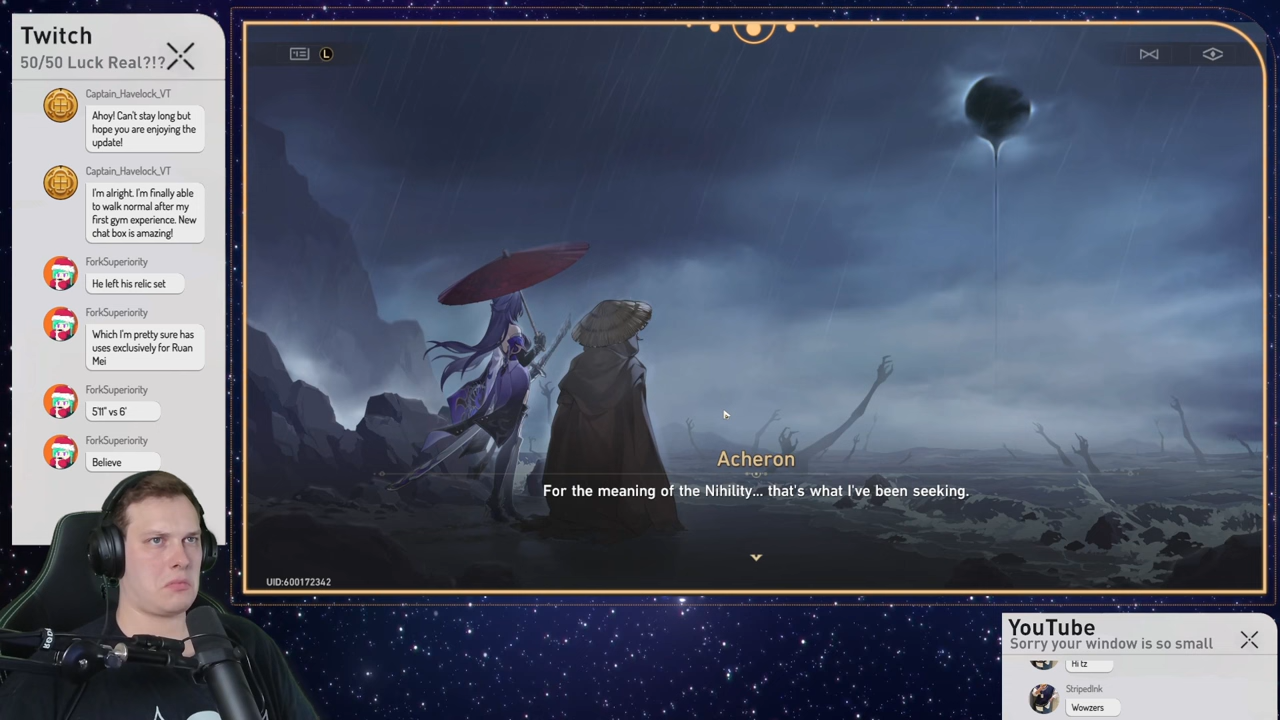 Twitch
50/50 Luck Real?!?
Captain_Havelock_VT
Ahoy! Can't stay long but
hope you are enjoying the
update!
Captain_Havelock_VT
I'm alright. I'm finally able
to walk normal after my
first gym experience. New
chat box is amazing!
ForkSuperiority
He left his relic set
ForkSuperiority
Which I'm pretty sure has
uses exclusively for Ruan
Mei
ForkSuperiority
5'11" vs 6'
ForkSuperiority
Believe
L
Acheron
For the meaning of the Nihility... that's what I've been seeking.
UID:600172342
YouTube
Sorry your window is so small
Hi tz
StripedInk
Wowzers